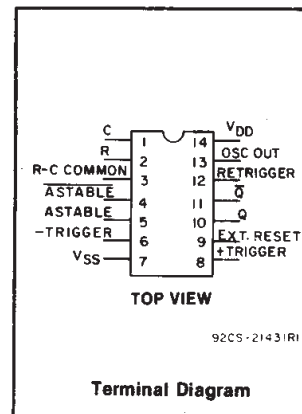 C 1 14 VDD
R 2 13 OSC OUT
R-C COMMON 3 12 RETRIGGER
A̅S̅T̅A̅B̅L̅E̅ 4 11 Q̅
ASTABLE 5 10 Q
-TRIGGER 6 9 EXT. RESET
VSS 7 8 +TRIGGER
TOP VIEW
92CS-21431R1
Terminal Diagram